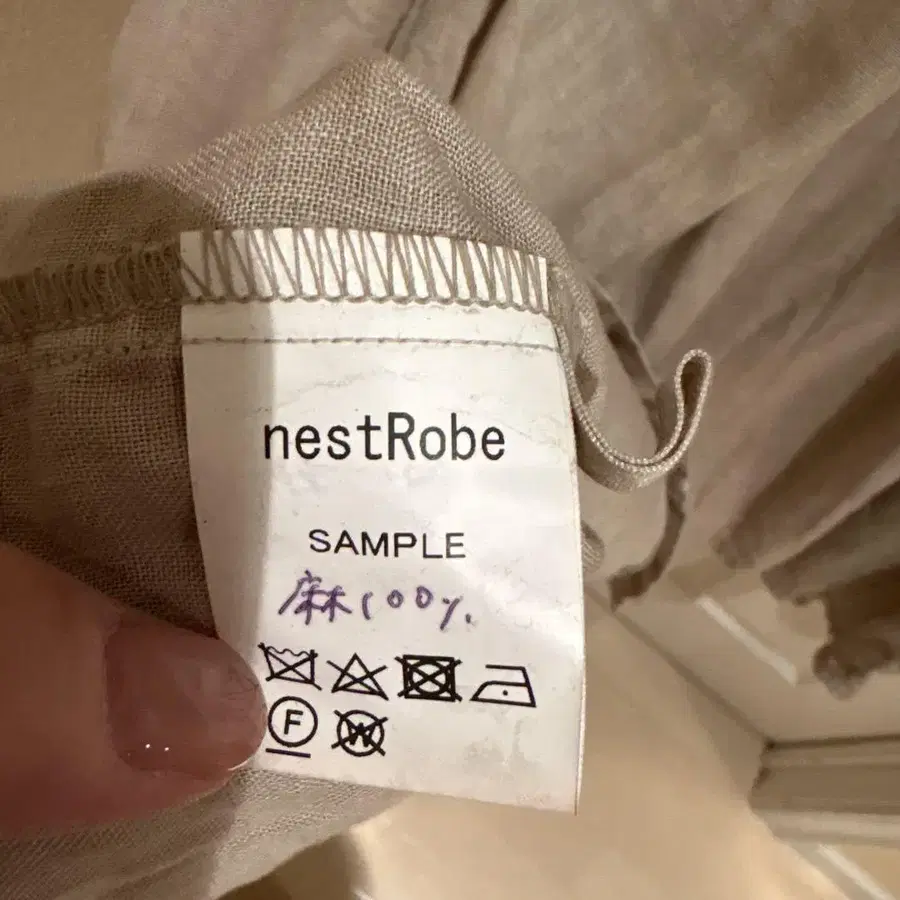 nestRobe
SAMPLE
麻100%.
F
W